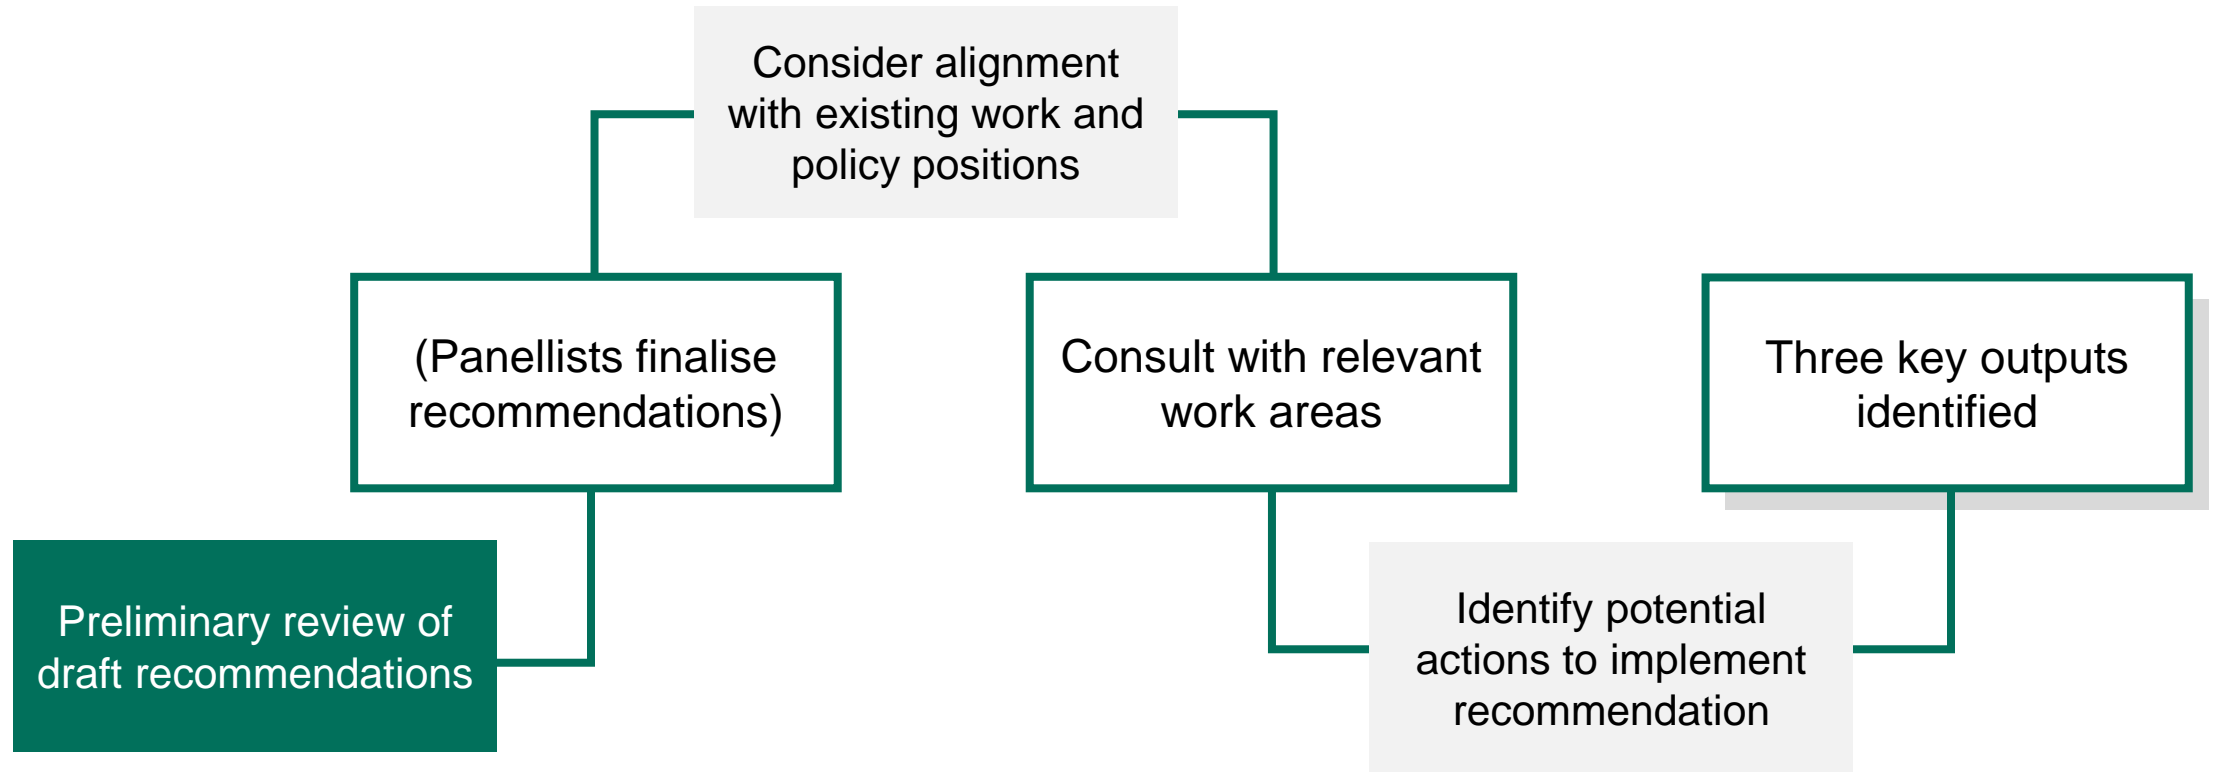 Consider alignment
with existing work and
policy positions
(Panellists finalise
recommendations)
Consult with relevant
work areas
Three key outputs
identified
Preliminary review of
draft recommendations
Identify potential
actions to implement
recommendation